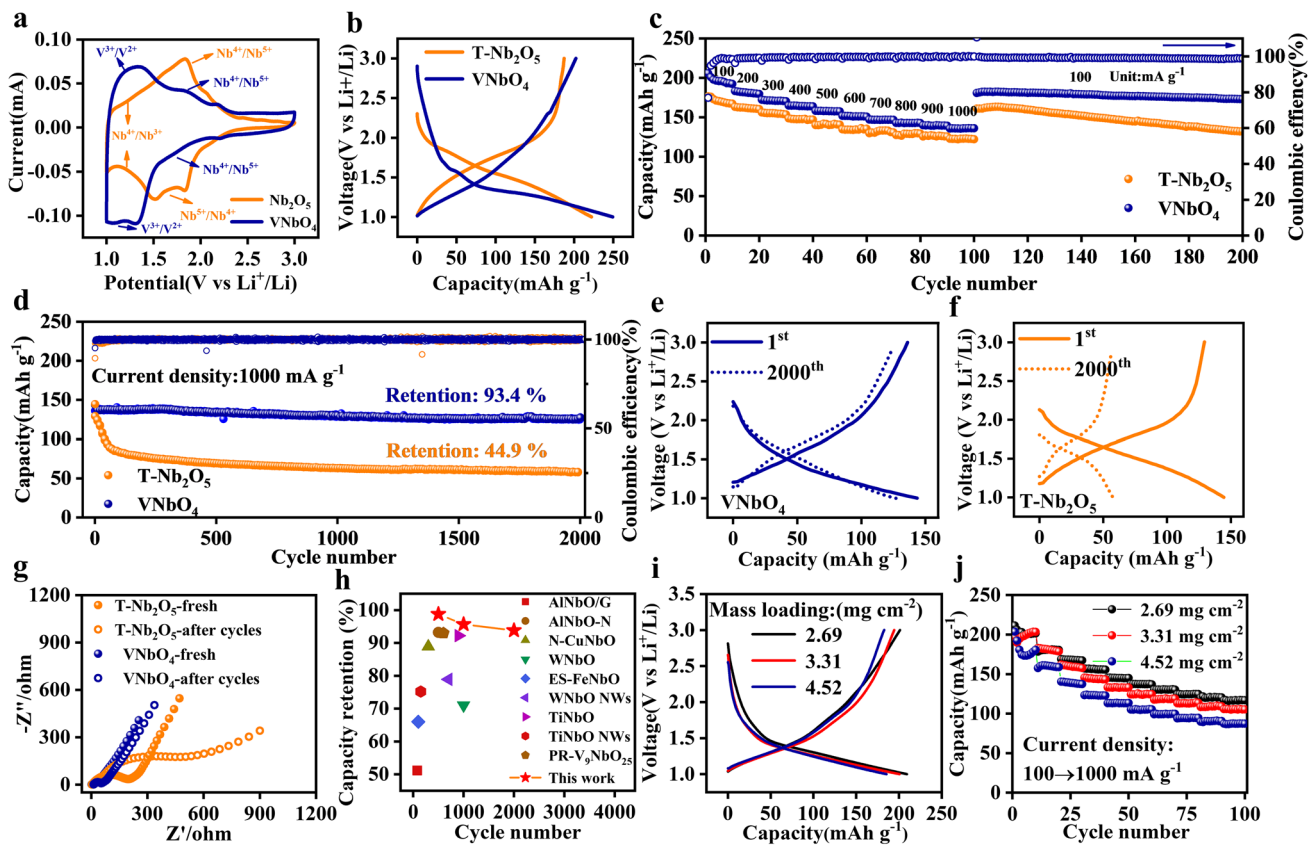 a
Current(mA)
0.10
0.05
0.00
-0.05
-0.10
V³⁺/V²⁺
Nb⁴⁺/Nb⁵⁺
Nb⁴⁺/Nb⁵⁺
Nb⁴⁺/Nb³⁺
Nb⁴⁺/Nb⁵⁺
Nb⁵⁺/Nb⁴⁺
V³⁺/V²⁺
Nb₂O₅
VNbO₄
1.0 1.5 2.0 2.5 3.0
Potential(V vs Li⁺/Li)
b
Voltage(V vs Li+/Li)
3.0
2.5
2.0
1.5
1.0
T-Nb₂O₅
VNbO₄
0 50 100 150 200 250
Capacity(mAh g⁻¹)
c
Capacity(mAh g⁻¹)
250
200
150
100
50
0
100 200 300 400 500 600 700 800 900 1000
100 Unit:mA g⁻¹
T-Nb₂O₅
VNbO₄
100
80
60
40
20
0
Coulombic efficiency(%)
0 20 40 60 80 100 120 140 160 180 200
Cycle number
d
Capacity(mAh g⁻¹)
250
200
150
100
50
0
Current density:1000 mA g⁻¹
Retention: 93.4 %
Retention: 44.9 %
T-Nb₂O₅
VNbO₄
100
50
0
Coulombic efficiency(%)
0 500 1000 1500 2000
Cycle number
e
Voltage (V vs Li⁺/Li)
3.0
2.5
2.0
1.5
1.0
1ˢᵗ
2000ᵗʰ
VNbO₄
0 50 100 150
Capacity (mAh g⁻¹)
f
Voltage (V vs Li⁺/Li)
3.0
2.5
2.0
1.5
1.0
1ˢᵗ
2000ᵗʰ
T-Nb₂O₅
0 50 100 150
Capacity (mAh g⁻¹)
g
-Z''/ohm
1200
900
600
300
0
T-Nb₂O₅-fresh
T-Nb₂O₅-after cycles
VNbO₄-fresh
VNbO₄-after cycles
0 300 600 900 1200
Z'/ohm
h
Capacity retention (%)
100
90
80
70
60
50
AlNbO/G
AlNbO-N
N-CuNbO
WNbO
ES-FeNbO
WNbO NWs
TiNbO
TiNbO NWs
PR-V₉NbO₂₅
This work
0 1000 2000 3000 4000
Cycle number
i
Voltage(V vs Li⁺/Li)
4.0
3.5
3.0
2.5
2.0
1.5
1.0
Mass loading:(mg cm⁻²)
2.69
3.31
4.52
0 50 100 150 200 250
Capacity(mAh g⁻¹)
j
Capacity(mAh g⁻¹)
250
200
150
100
50
0
2.69 mg cm⁻²
3.31 mg cm⁻²
4.52 mg cm⁻²
Current density:
100→1000 mA g⁻¹
0 25 50 75 100
Cycle number